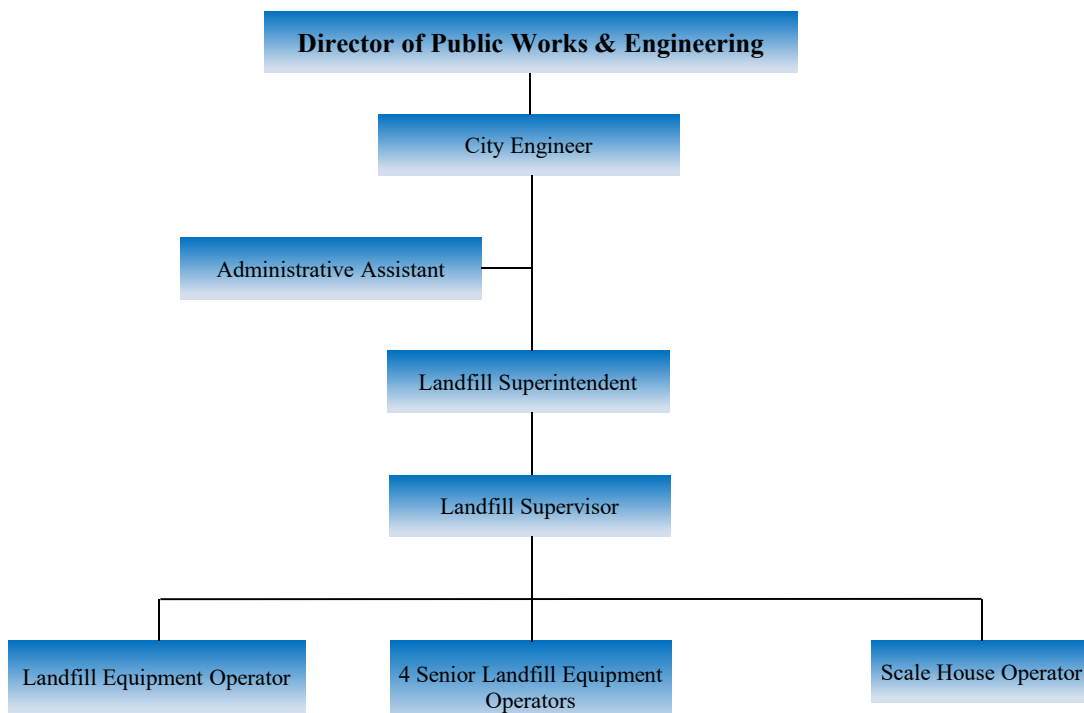 Director of Public Works & Engineering
City Engineer
Administrative Assistant
Landfill Superintendent
Landfill Supervisor
Landfill Equipment Operator
4 Senior Landfill Equipment
Operators
Scale House Operator